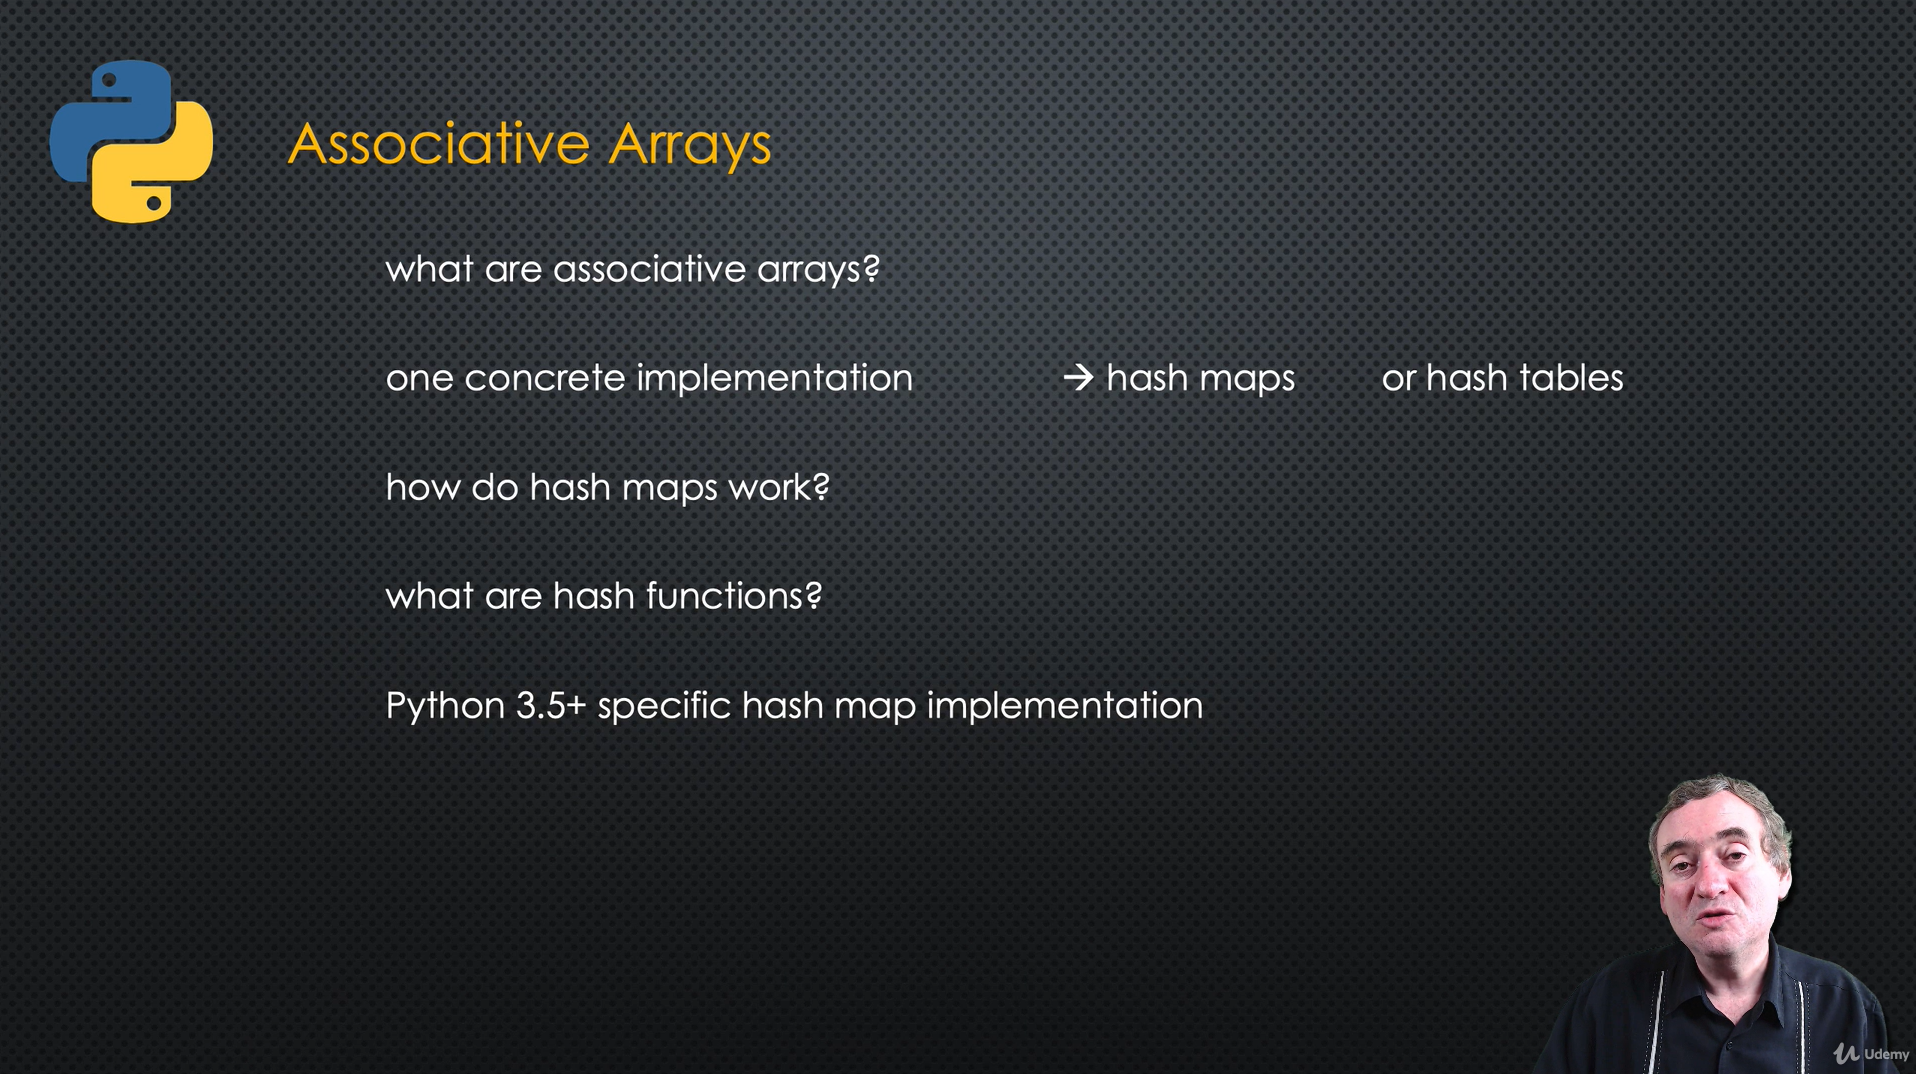 Associative Arrays
what are associative arrays?
one concrete implementation → hash maps or hash tables
how do hash maps work?
what are hash functions?
Python 3.5+ specific hash map implementation
Udemy